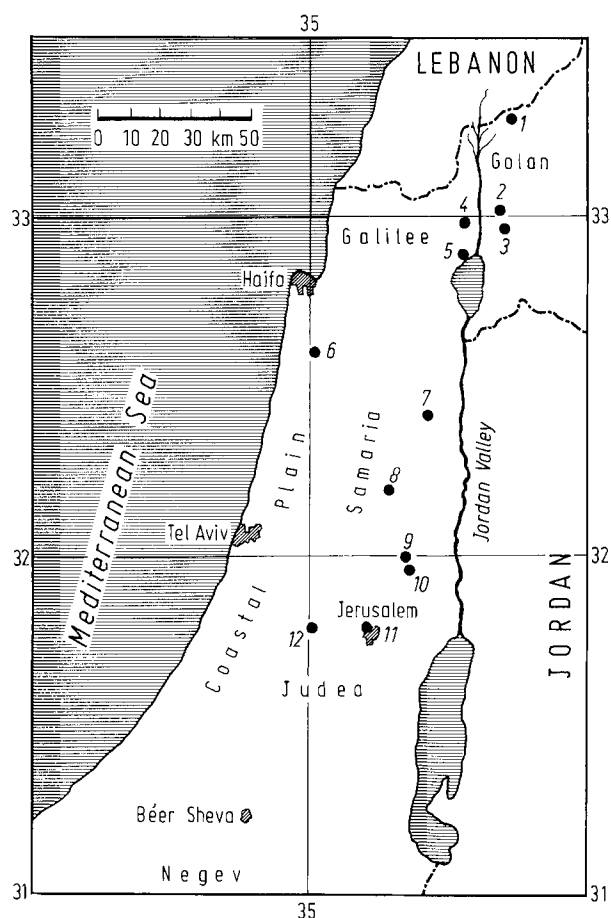 35
LEBANON
0 10 20 km 50
1
Golan
33
4
2
33
Galilee
3
5
Haifa
6
Mediterranean Sea
7
Samaria
Plain
8
Jordan Valley
Tel Aviv
9
32
32
10
JORDAN
Coastal
Jerusalem
12
11
Judea
Béer Sheva
Negev
31
31
35